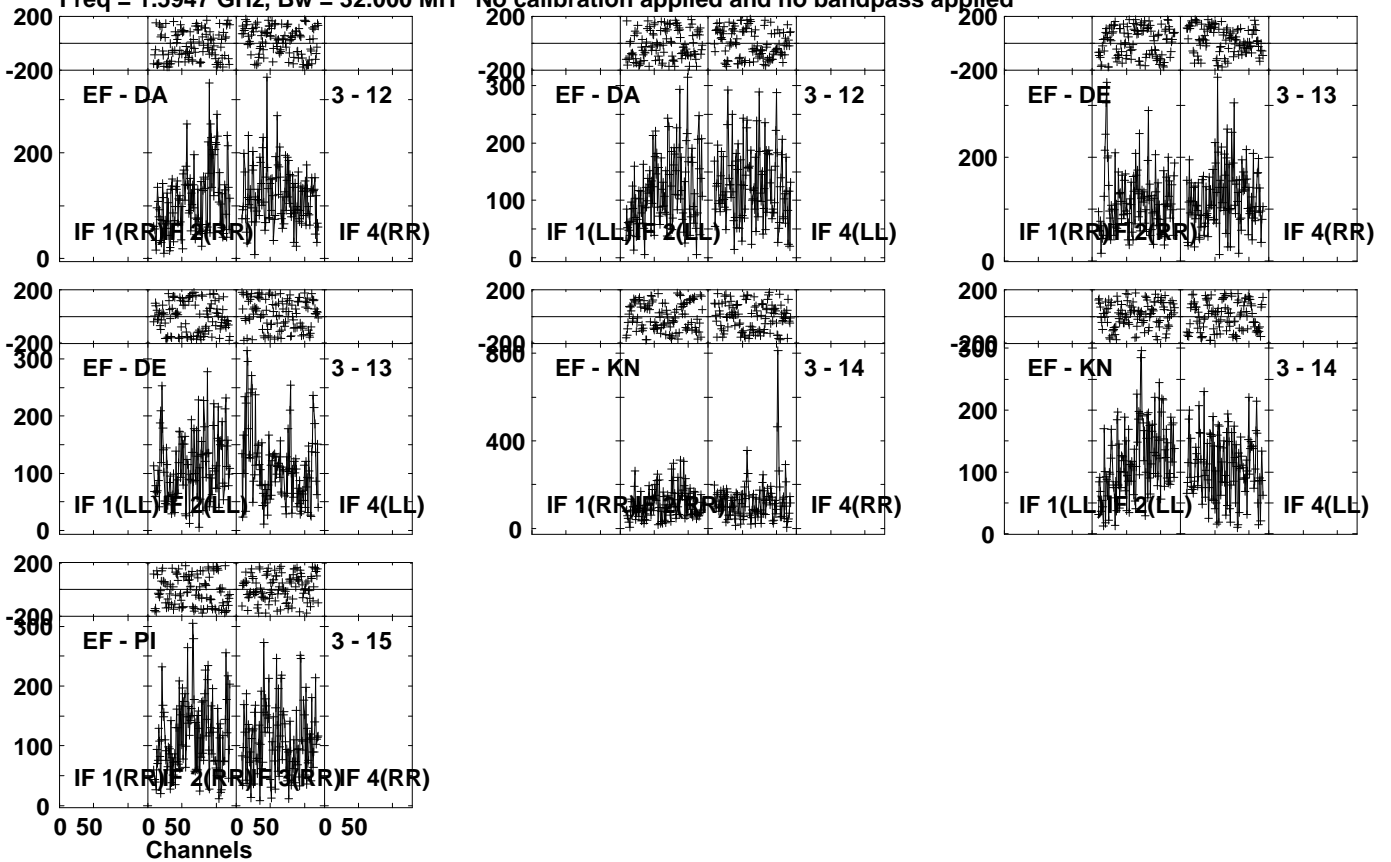 Freq = 1.5947 GHz, Bw = 32.000 MH No calibration applied and no bandpass applied
200
-200
EF - DA 3 - 12
200
0
IF 1(RR) IF 2(RR) IF 4(RR)
200
-200
300
EF - DA 3 - 12
200
100
0
IF 1(LL) IF 2(LL) IF 4(LL)
200
-200
EF - DE 3 - 13
200
0
IF 1(RR) IF 2(RR) IF 4(RR)
200
-200
300
EF - DE 3 - 13
200
100
0
IF 1(LL) IF 2(LL) IF 4(LL)
200
-200
800
EF - KN 3 - 14
400
0
IF 1(RR) IF 2(RR) IF 4(RR)
200
-200
300
EF - KN 3 - 14
200
100
0
IF 1(LL) IF 2(LL) IF 4(LL)
200
-200
300
EF - PI 3 - 15
200
100
0
IF 1(RR) IF 2(RR) IF 3(RR) IF 4(RR)
0 50 0 50 0 50 0 50
Channels